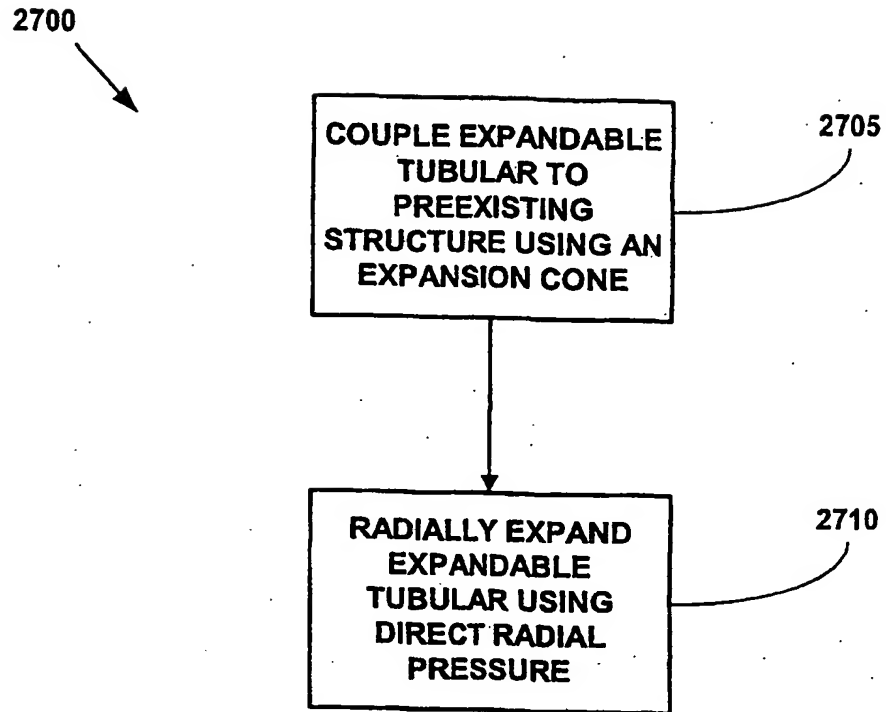 2700
COUPLE EXPANDABLE
TUBULAR TO
PREEXISTING
STRUCTURE USING AN
EXPANSION CONE
2705
RADIALLY EXPAND
EXPANDABLE
TUBULAR USING
DIRECT RADIAL
PRESSURE
2710